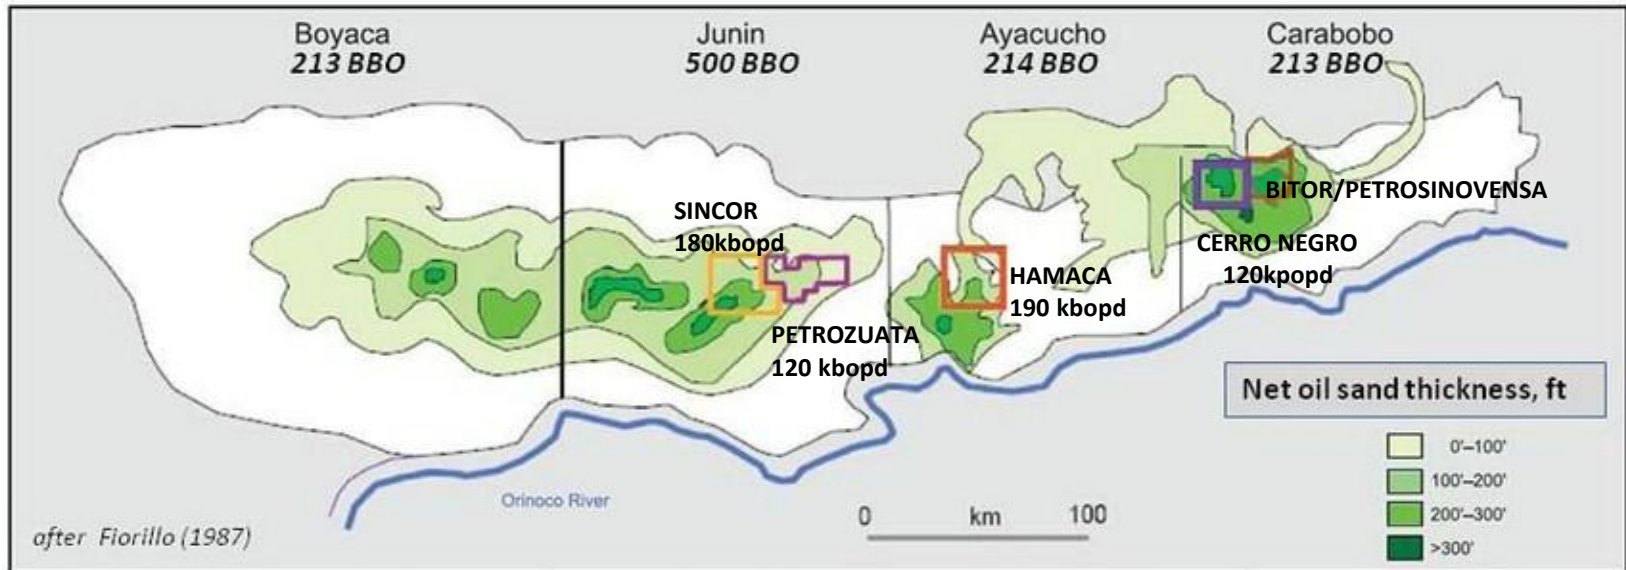 Boyaca
213 BBO
Junin
500 BBO
Ayacucho
214 BBO
Carabobo
213 BBO
SINCOR
180kbopd
PETROZUATA
120 kbopd
HAMACA
190 kbopd
BITOR/PETROSINOVENSA
CERRO NEGRO
120kpopd
Orinoco River
0 km 100
after Fiorillo (1987)
Net oil sand thickness, ft
0'–100'
100'–200'
200'–300'
>300'